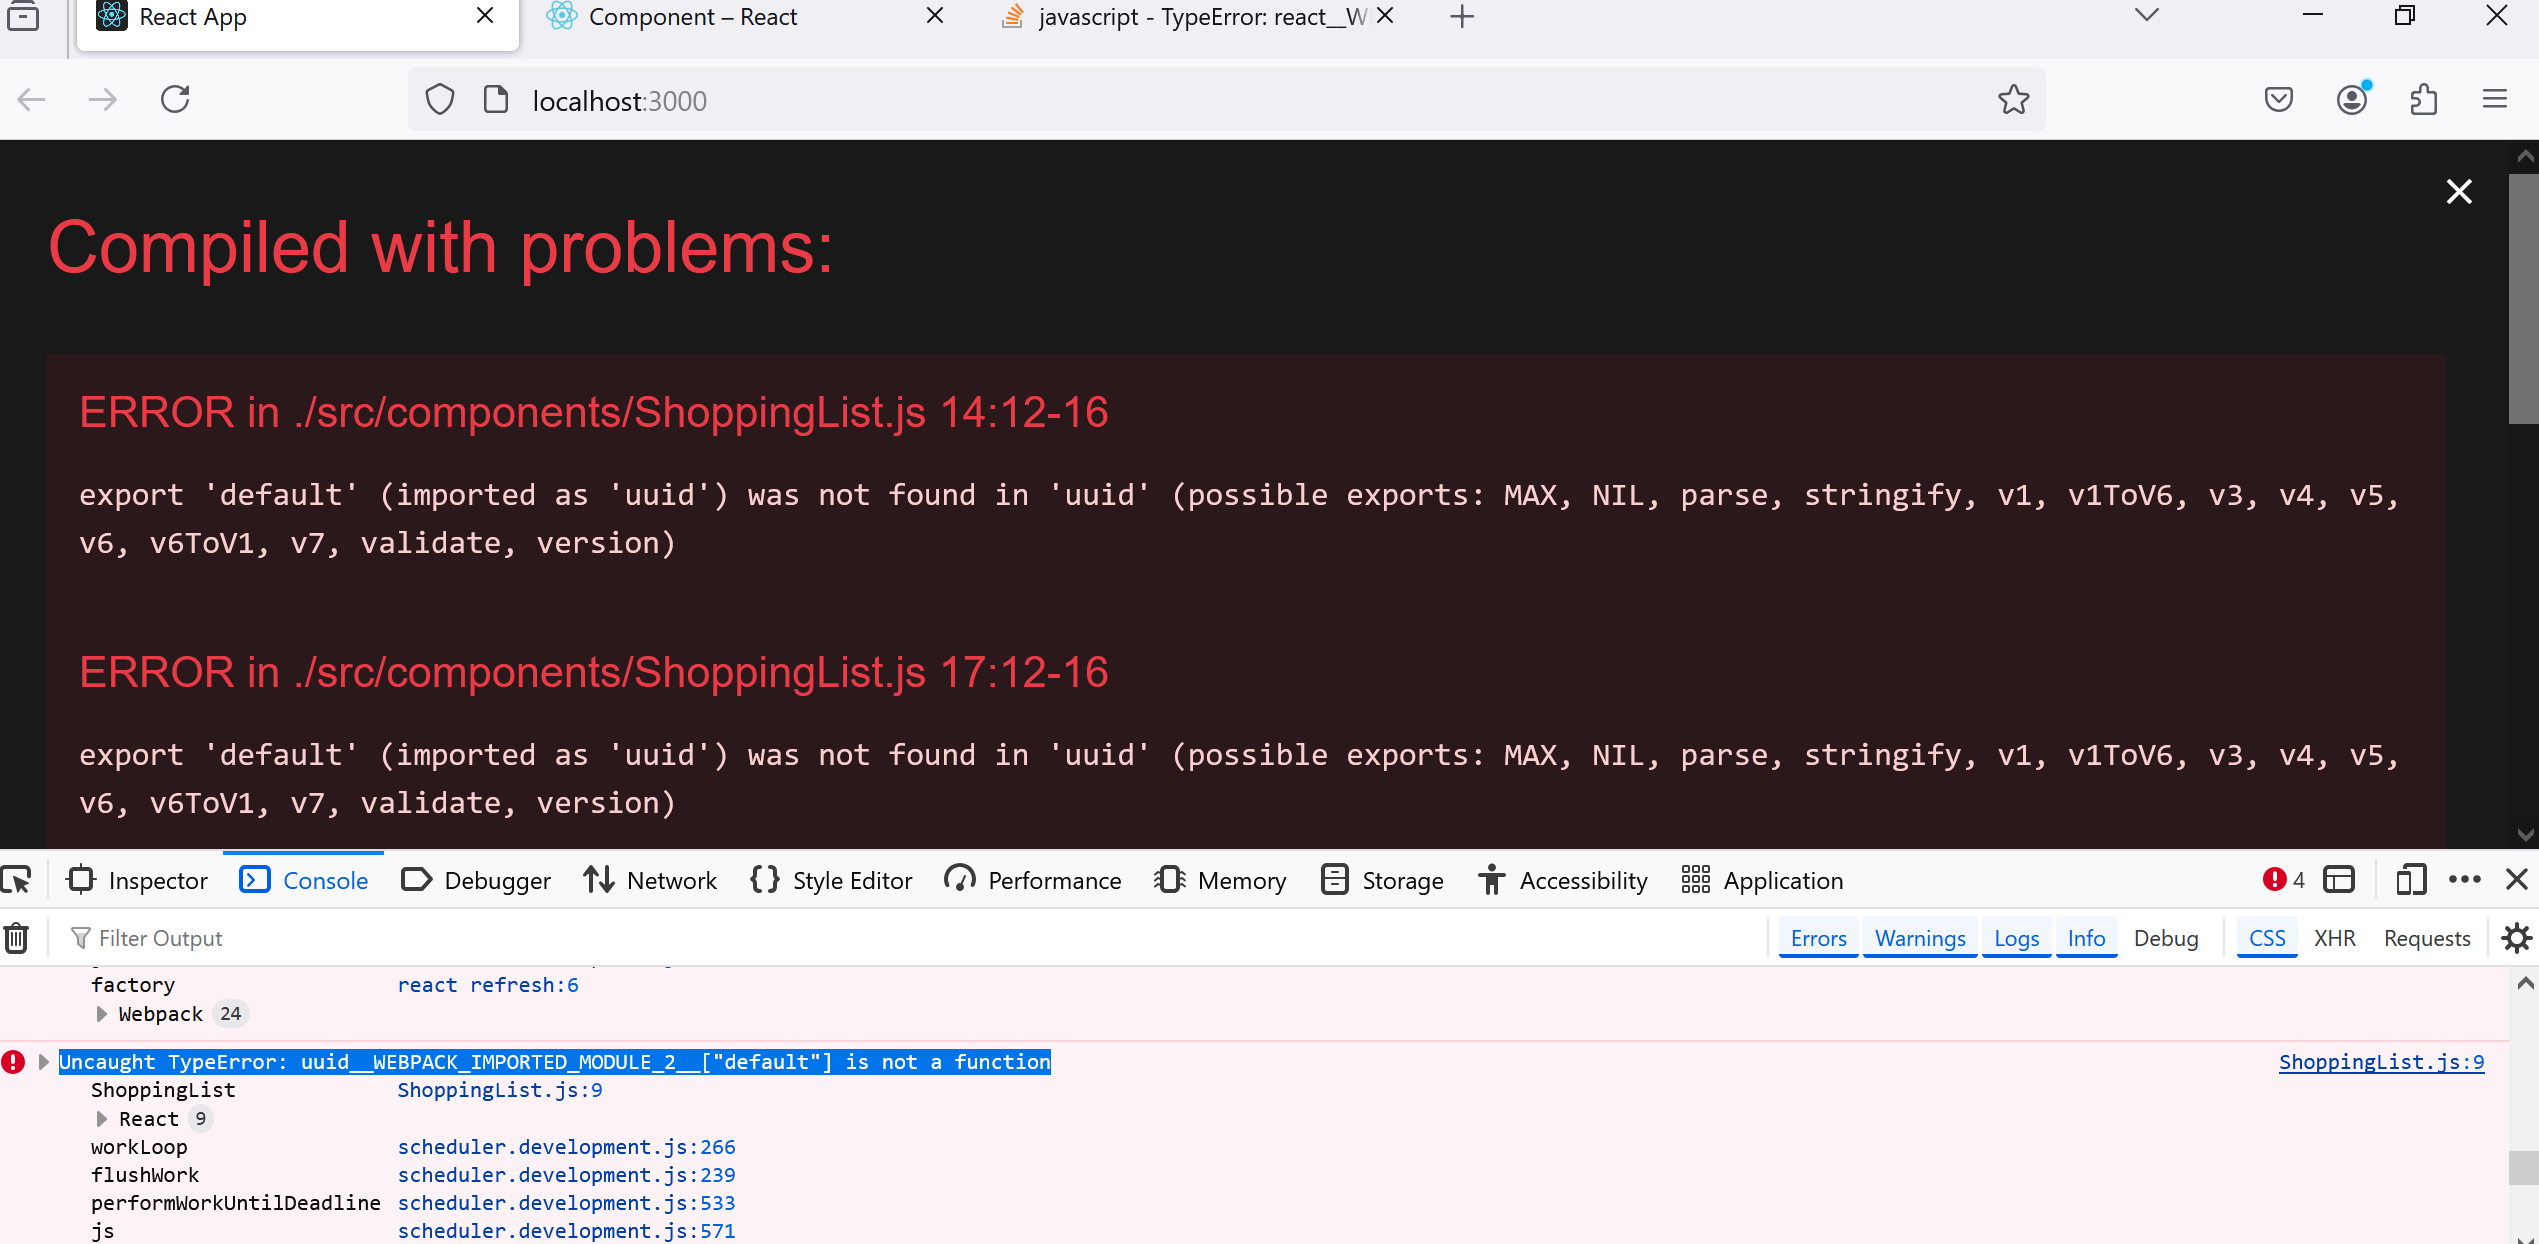 React App
Component – React
javascript - TypeError: react__W
localhost:3000
Compiled with problems:
ERROR in ./src/components/ShoppingList.js 14:12-16
export 'default' (imported as 'uuid') was not found in 'uuid' (possible exports: MAX, NIL, parse, stringify, v1, v1ToV6, v3, v4, v5,
v6, v6ToV1, v7, validate, version)
ERROR in ./src/components/ShoppingList.js 17:12-16
export 'default' (imported as 'uuid') was not found in 'uuid' (possible exports: MAX, NIL, parse, stringify, v1, v1ToV6, v3, v4, v5,
v6, v6ToV1, v7, validate, version)
Inspector Console Debugger Network Style Editor Performance Memory Storage Accessibility Application 4
Filter Output Errors Warnings Logs Info Debug CSS XHR Requests
factory react refresh:6
Webpack 24
Uncaught TypeError: uuid__WEBPACK_IMPORTED_MODULE_2__["default"] is not a function ShoppingList.js:9
ShoppingList ShoppingList.js:9
React 9
workLoop scheduler.development.js:266
flushWork scheduler.development.js:239
performWorkUntilDeadline scheduler.development.js:533
js scheduler.development.js:571